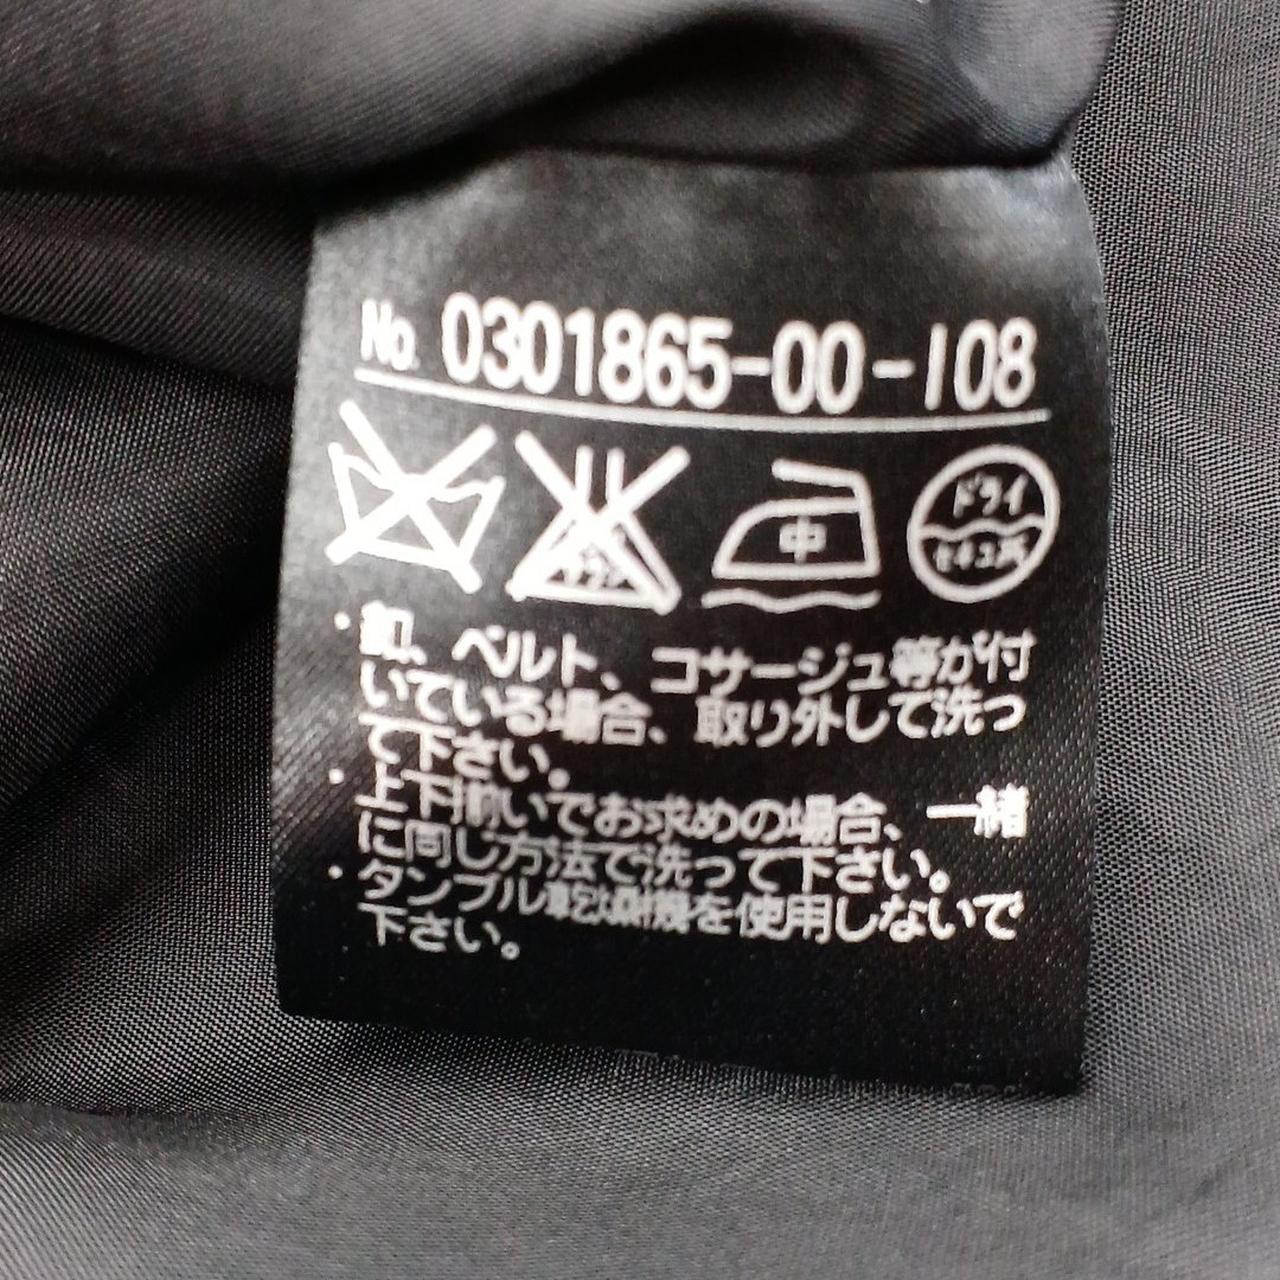 No. 0301865-00-108
中
ドライ
セキユ系
・釦、ベルト、コサージュ等が付
いている場合、取り外して洗っ
て下さい。
・上下揃いでお求めの場合、一緒
に同じ方法で洗って下さい。
・タンブル乾燥機を使用しないで
下さい。